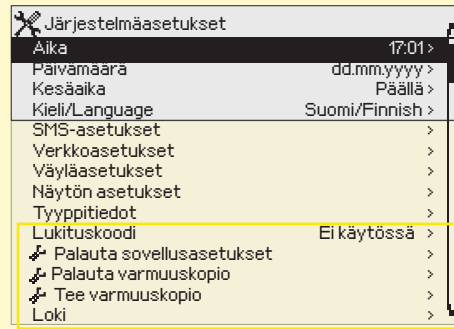 Järjestelmäasetukset
Aika 17:01 >
Päivämäärä dd.mm.yyyy >
Kesäaika Päällä >
Kieli/Language Suomi/Finnish >
SMS-asetukset >
Verkkoasetukset >
Väyläasetukset >
Näytön asetukset >
Tyyppitiedot >
Lukituskoodi Ei käytössä >
Palauta sovellusasetukset >
Palauta varmuuskopio >
Tee varmuuskopio >
Loki >